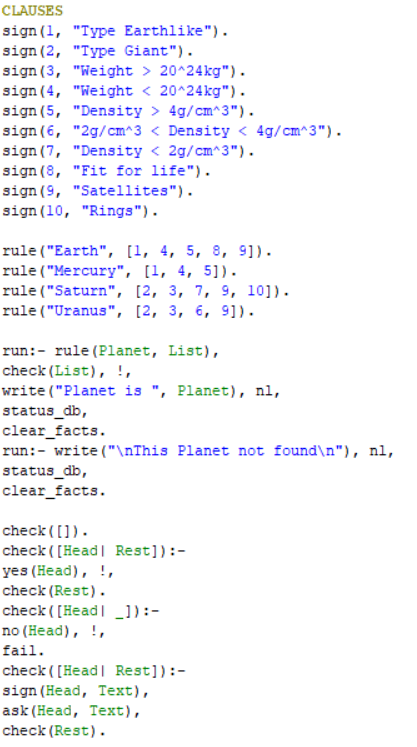 CLAUSES
sign(1, "Type Earthlike").
sign(2, "Type Giant").
sign(3, "Weight > 20^24kg").
sign(4, "Weight < 20^24kg").
sign(5, "Density > 4g/cm^3").
sign(6, "2g/cm^3 < Density < 4g/cm^3").
sign(7, "Density < 2g/cm^3").
sign(8, "Fit for life").
sign(9, "Satellites").
sign(10, "Rings").

rule("Earth", [1, 4, 5, 8, 9]).
rule("Mercury", [1, 4, 5]).
rule("Saturn", [2, 3, 7, 9, 10]).
rule("Uranus", [2, 3, 6, 9]).

run:- rule(Planet, List),
check(List), !,
write("Planet is ", Planet), nl,
status_db,
clear_facts.
run:- write("\nThis Planet not found\n"), nl,
status_db,
clear_facts.

check([]).
check([Head| Rest]):-
yes(Head), !,
check(Rest).
check([Head| _]):-
no(Head), !,
fail.
check([Head| Rest]):-
sign(Head, Text),
ask(Head, Text),
check(Rest).